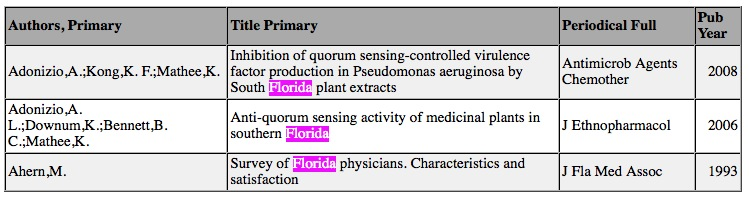 Authors, Primary
Title Primary
Periodical Full
Pub
Year
Adonizio,A.;Kong,K. F.;Mathee,K.
Inhibition of quorum sensing-controlled virulence
factor production in Pseudomonas aeruginosa by
South Florida plant extracts
Antimicrob Agents
Chemother
2008
Adonizio,A.
L.;Downum,K.;Bennett,B.
C.;Mathee,K.
Anti-quorum sensing activity of medicinal plants in
southern Florida
J Ethnopharmacol
2006
Ahern,M.
Survey of Florida physicians. Characteristics and
satisfaction
J Fla Med Assoc
1993